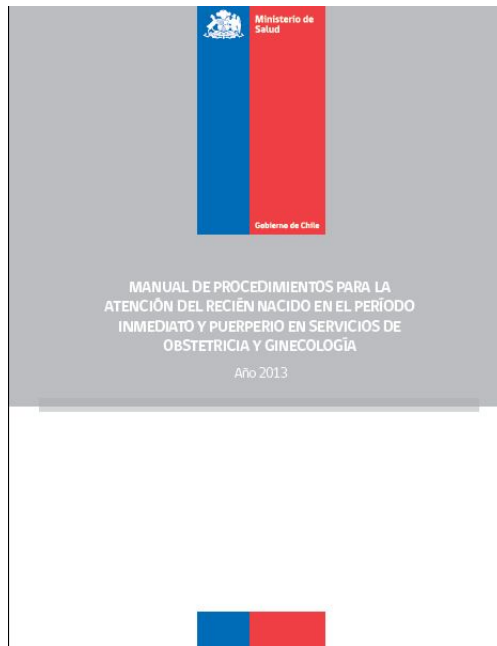 Ministerio de
Salud
Gobierno de Chile
MANUAL DE PROCEDIMIENTOS PARA LA
ATENCIÓN DEL RECIÉN NACIDO EN EL PERÍODO
INMEDIATO Y PUERPERIO EN SERVICIOS DE
OBSTETRICIA Y GINECOLOGÍA
Año 2013